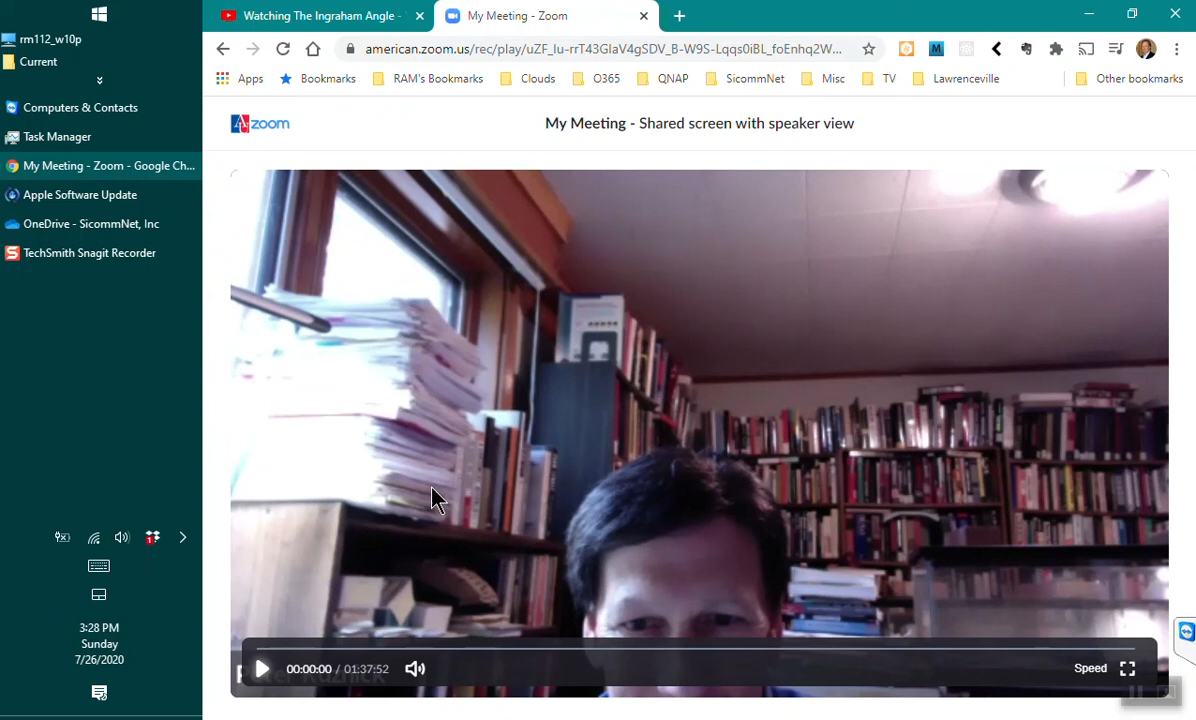 rm112_w10p
Current
Computers & Contacts
Task Manager
My Meeting - Zoom - Google Ch...
Apple Software Update
OneDrive - SicommNet, Inc
TechSmith Snagit Recorder
1
3:28 PM
Sunday
7/26/2020
Watching The Ingraham Angle -
My Meeting - Zoom
american.zoom.us/rec/play/uZF_lu-rrT43GlaV4gSDV_B-W9S-Lqqs0iBL_foEnhq2W...
M
Apps Bookmarks RAM's Bookmarks Clouds O365 QNAP SicommNet Misc TV Lawrenceville Other bookmarks
zoom
My Meeting - Shared screen with speaker view
00:00:00 / 01:37:52
Speed
Kuznick